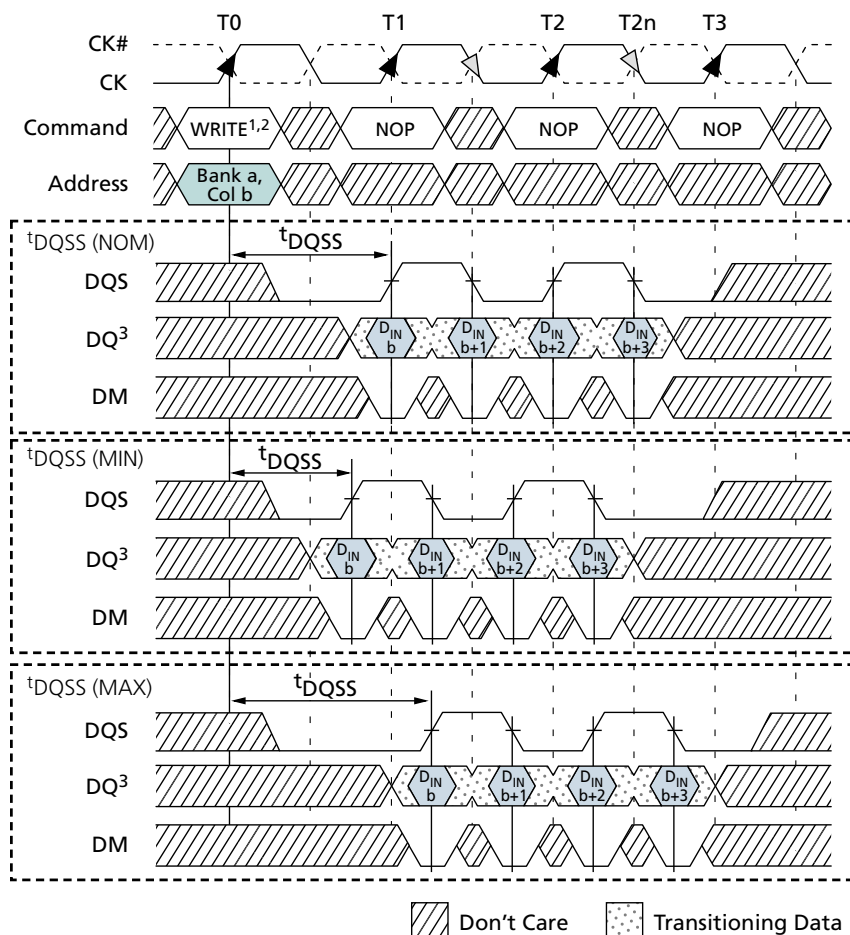 T0 T1 T2 T2n T3
CK#
CK
Command WRITE1,2 NOP NOP NOP
Address Bank a,
Col b
tDQSS (NOM) tDQSS
DQS
DQ3 DIN b DIN b+1 DIN b+2 DIN b+3
DM
tDQSS (MIN) tDQSS
DQS
DQ3 DIN b DIN b+1 DIN b+2 DIN b+3
DM
tDQSS (MAX) tDQSS
DQS
DQ3 DIN b DIN b+1 DIN b+2 DIN b+3
DM
Don't Care Transitioning Data